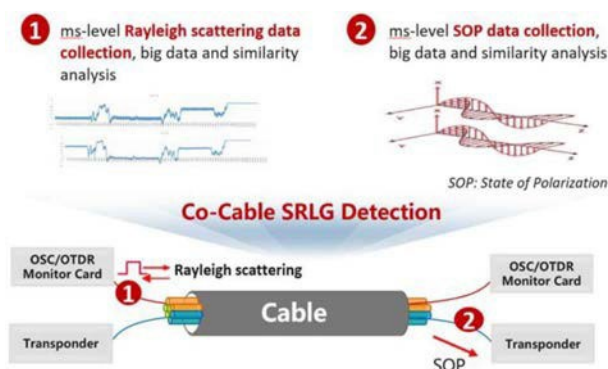 1
ms-level Rayleigh scattering data
collection, big data and similarity
analysis
2
ms-level SOP data collection,
big data and similarity analysis
SOP: State of Polarization
Co-Cable SRLG Detection
OSC/OTDR
Monitor Card
Rayleigh scattering
1
Transponder
Cable
OSC/OTDR
Monitor Card
2
Transponder
SOP